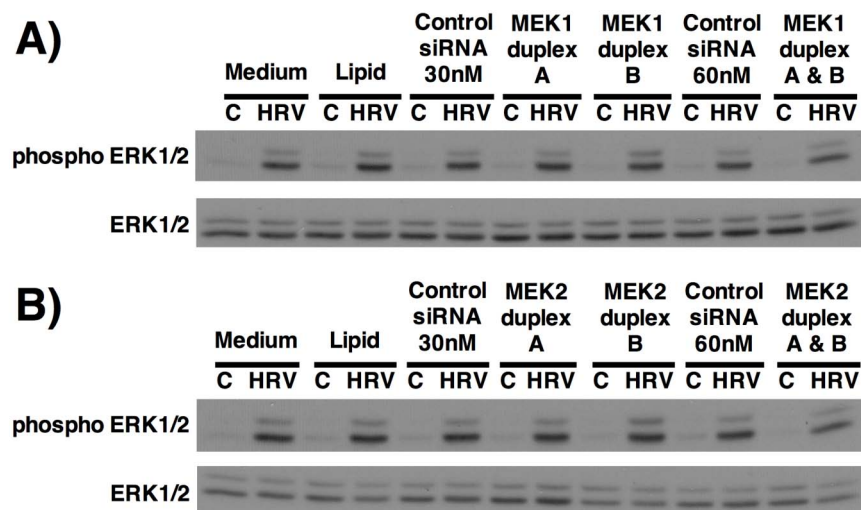 A)
Control MEK1 MEK1 Control MEK1
siRNA duplex duplex siRNA duplex
Medium Lipid 30nM A B 60nM A & B
C HRV C HRV C HRV C HRV C HRV C HRV C HRV
phospho ERK1/2
ERK1/2
B)
Control MEK2 MEK2 Control MEK2
siRNA duplex duplex siRNA duplex
Medium Lipid 30nM A B 60nM A & B
C HRV C HRV C HRV C HRV C HRV C HRV C HRV
phospho ERK1/2
ERK1/2